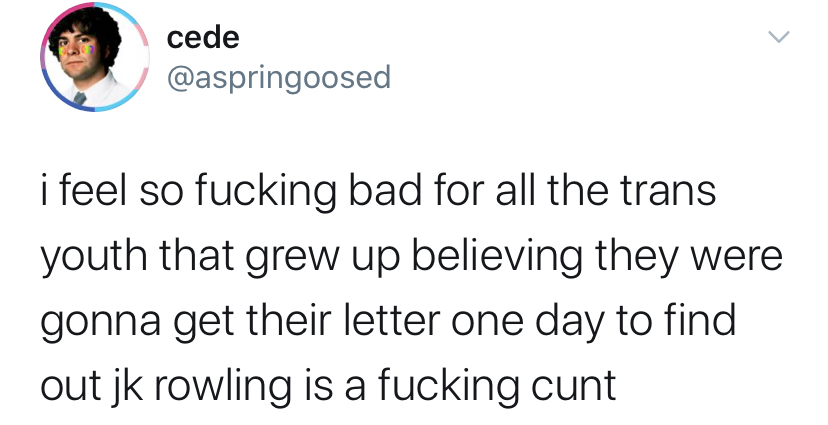 cede
@aspringoosed
i feel so fucking bad for all the trans
youth that grew up believing they were
gonna get their letter one day to find
out jk rowling is a fucking cunt